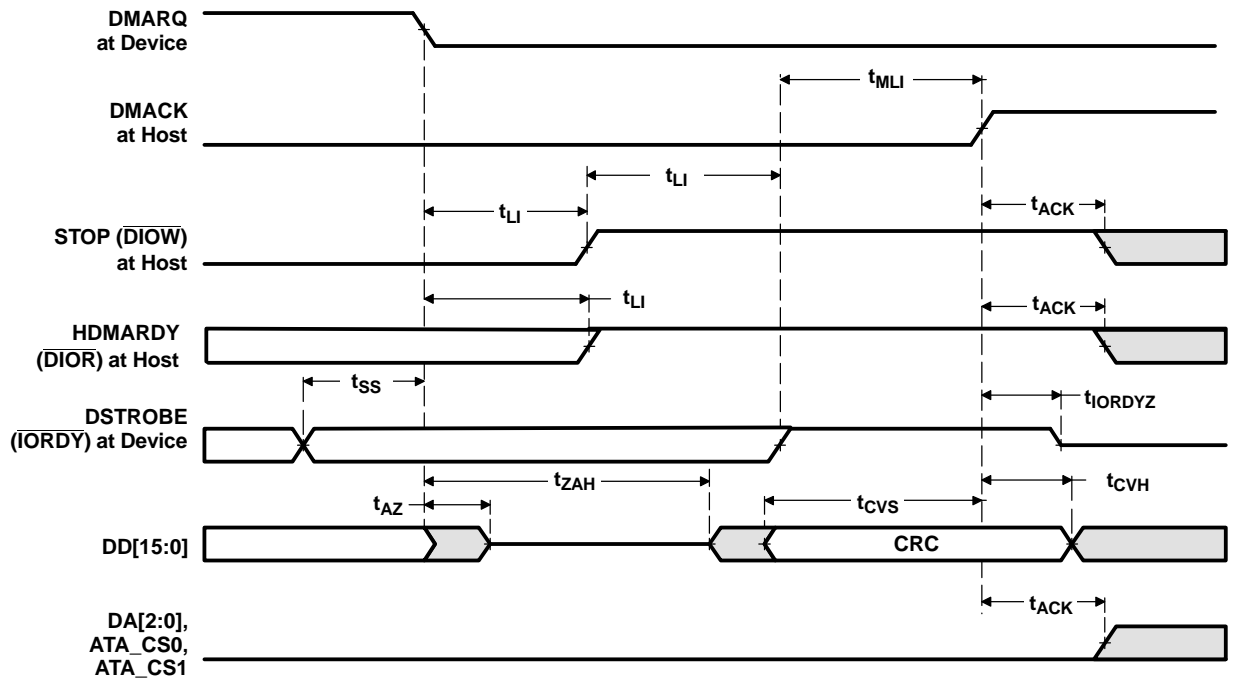 DMARQ
at Device
tMLI
DMACK
at Host
tLI
tLI
tACK
STOP (DIOW)
at Host
tLI
tACK
HDMARDY
(DIOR) at Host
tSS
tIORDYZ
DSTROBE
(IORDY) at Device
tZAH
tCVH
tAZ
tCVS
DD[15:0]
CRC
tACK
DA[2:0],
ATA_CS0,
ATA_CS1